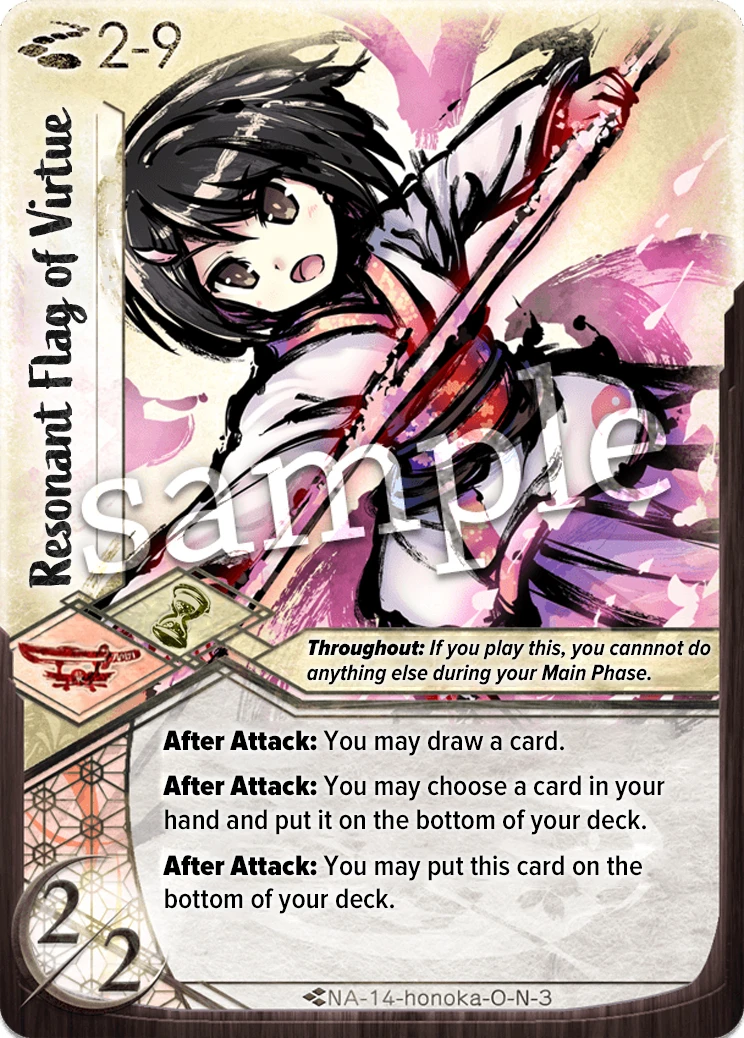 2-9
Resonant Flag of Virtue
sample
Throughout: If you play this, you cannnot do
anything else during your Main Phase.
After Attack: You may draw a card.
After Attack: You may choose a card in your
hand and put it on the bottom of your deck.
After Attack: You may put this card on the
bottom of your deck.
2/2
NA-14-honoka-O-N-3